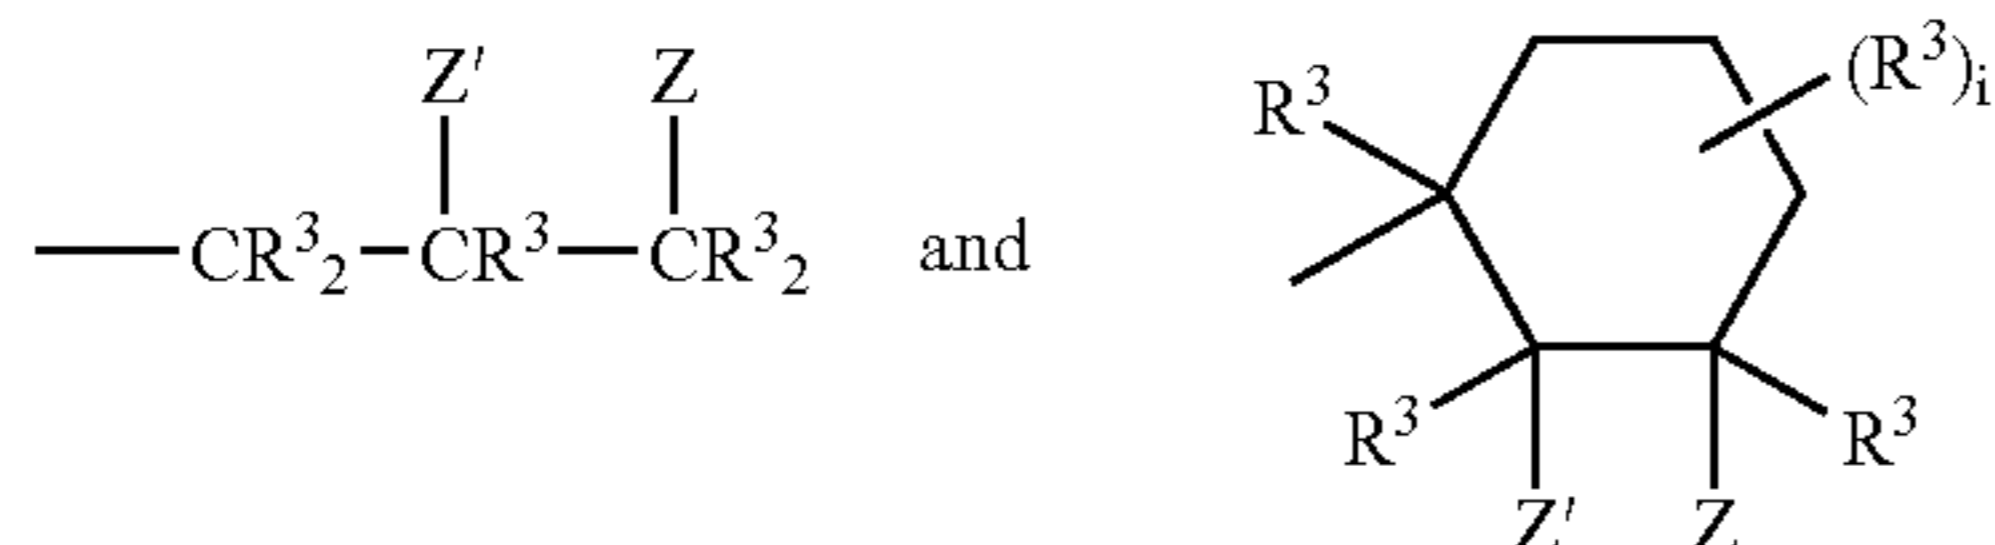 Z′ Z
—CR³₂—CR³—CR³₂ and
R³ (R³)ᵢ
R³ R³
Z′ Z